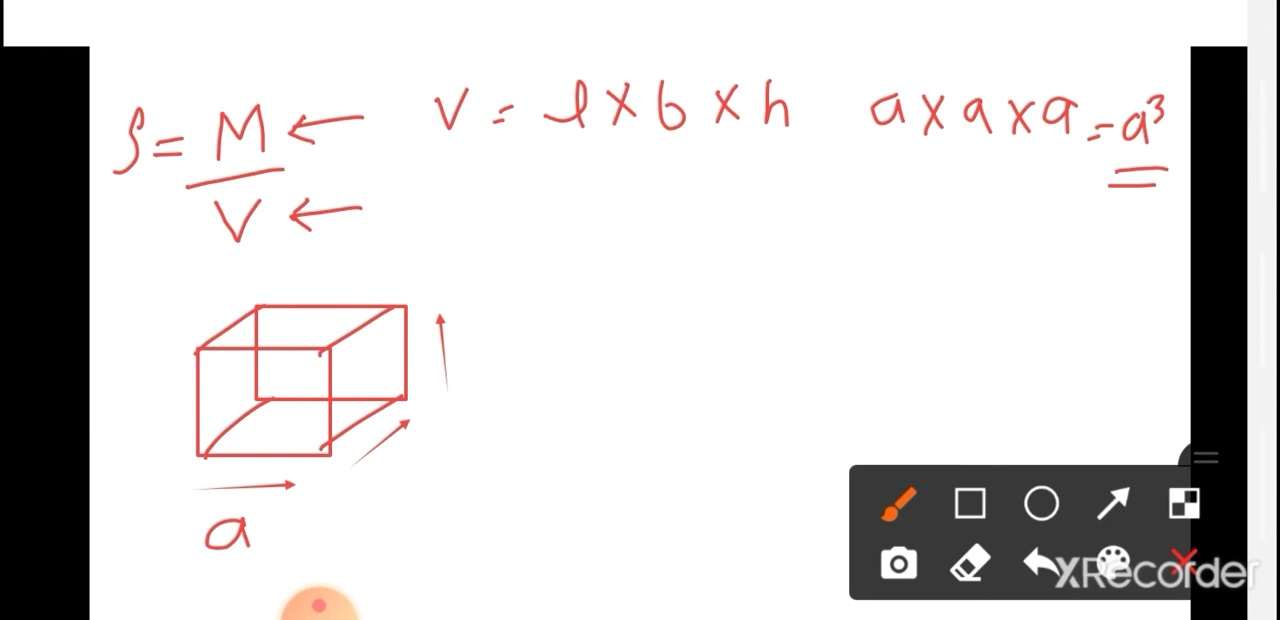 ρ = M/V
V = l × b × h a × a × a = a³
a
XRecorder